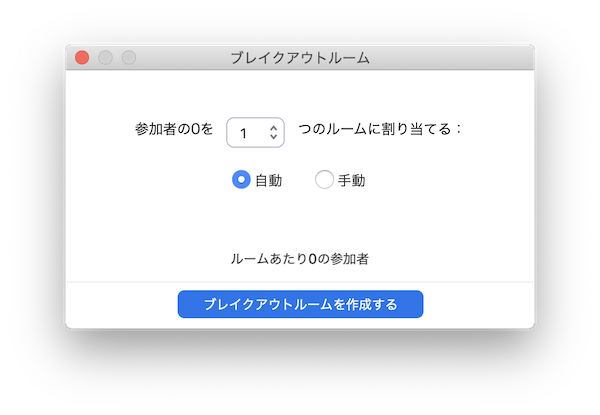 ブレイクアウトルーム
参加者の0を 1 つのルームに割り当てる：
自動 手動
ルームあたり0の参加者
ブレイクアウトルームを作成する